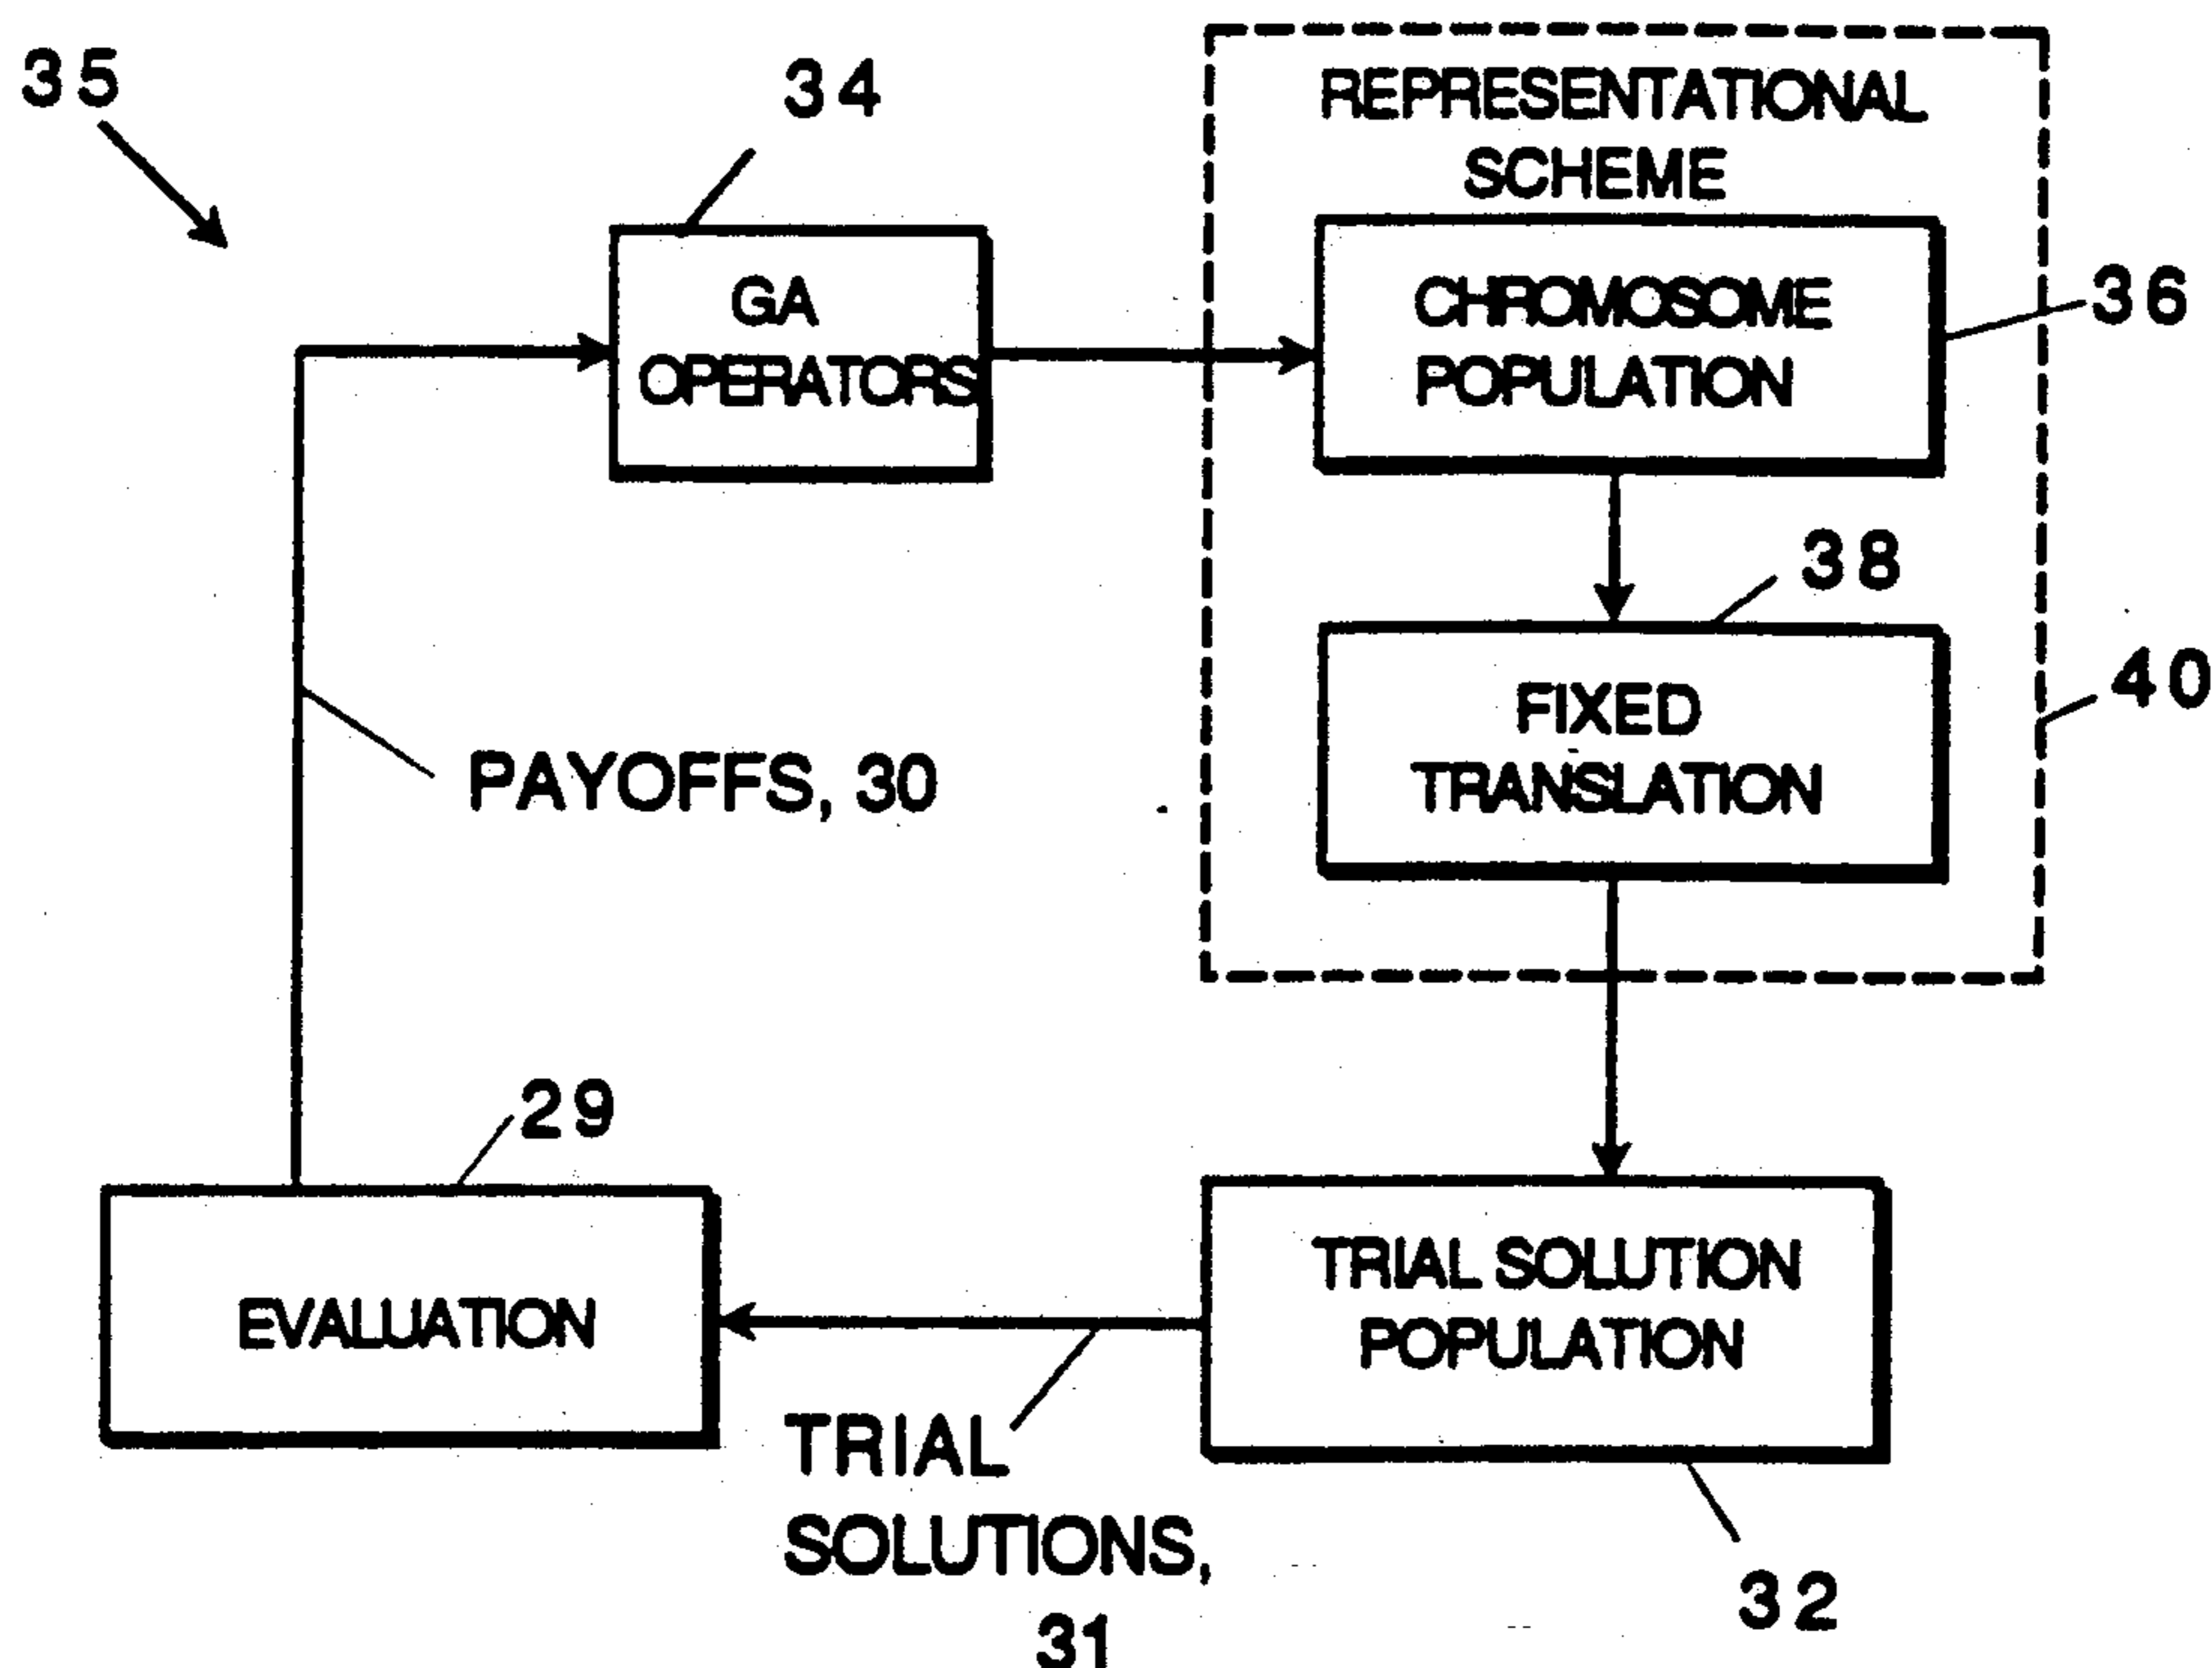 35
34
REPRESENTATIONAL
SCHEME
GA
OPERATORS
CHROMOSOME
POPULATION
36
38
FIXED
TRANSLATION
40
PAYOFFS, 30
29
EVALUATION
TRIAL SOLUTION
POPULATION
TRIAL
SOLUTIONS,
31
32